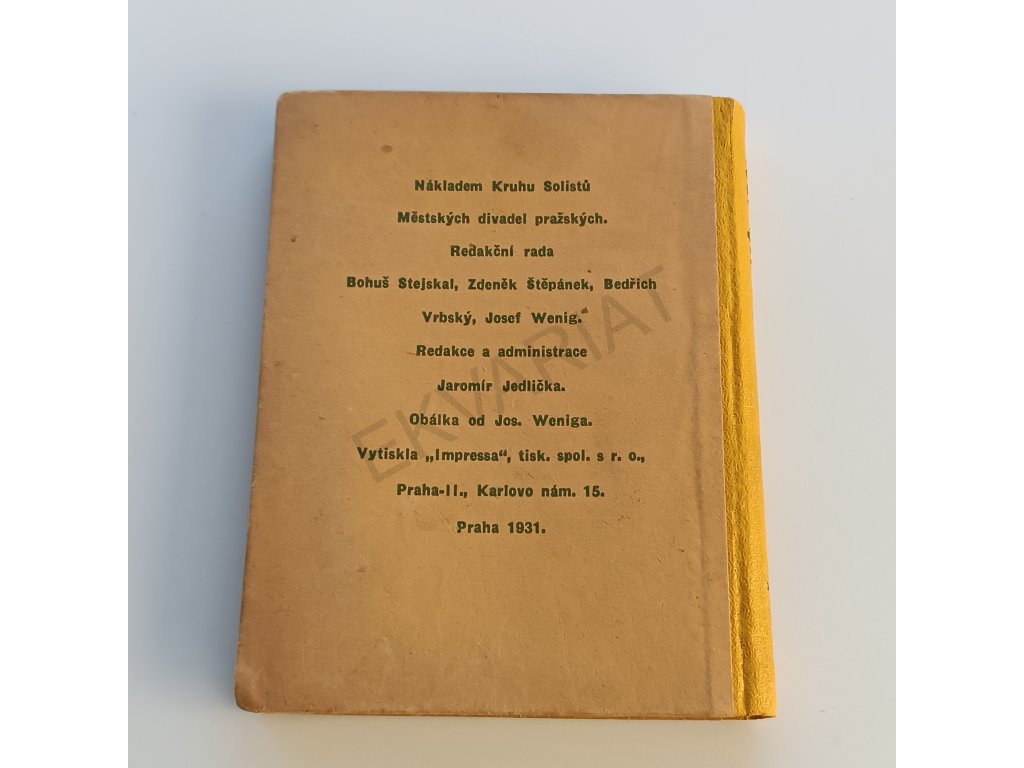 Nákladem Kruhu Solistů
Městských divadel pražských.
Redakční rada
Bohuš Stejskal, Zdeněk Štěpánek, Bedřich
Vrbský, Josef Wenig.
Redakce a administrace
Jaromír Jedlička.
Obálka od Jos. Weniga.
Vytiskla „Impressa“, tisk. spol. s r. o.,
Praha-II., Karlovo nám. 15.
Praha 1931.
EKVARIAT